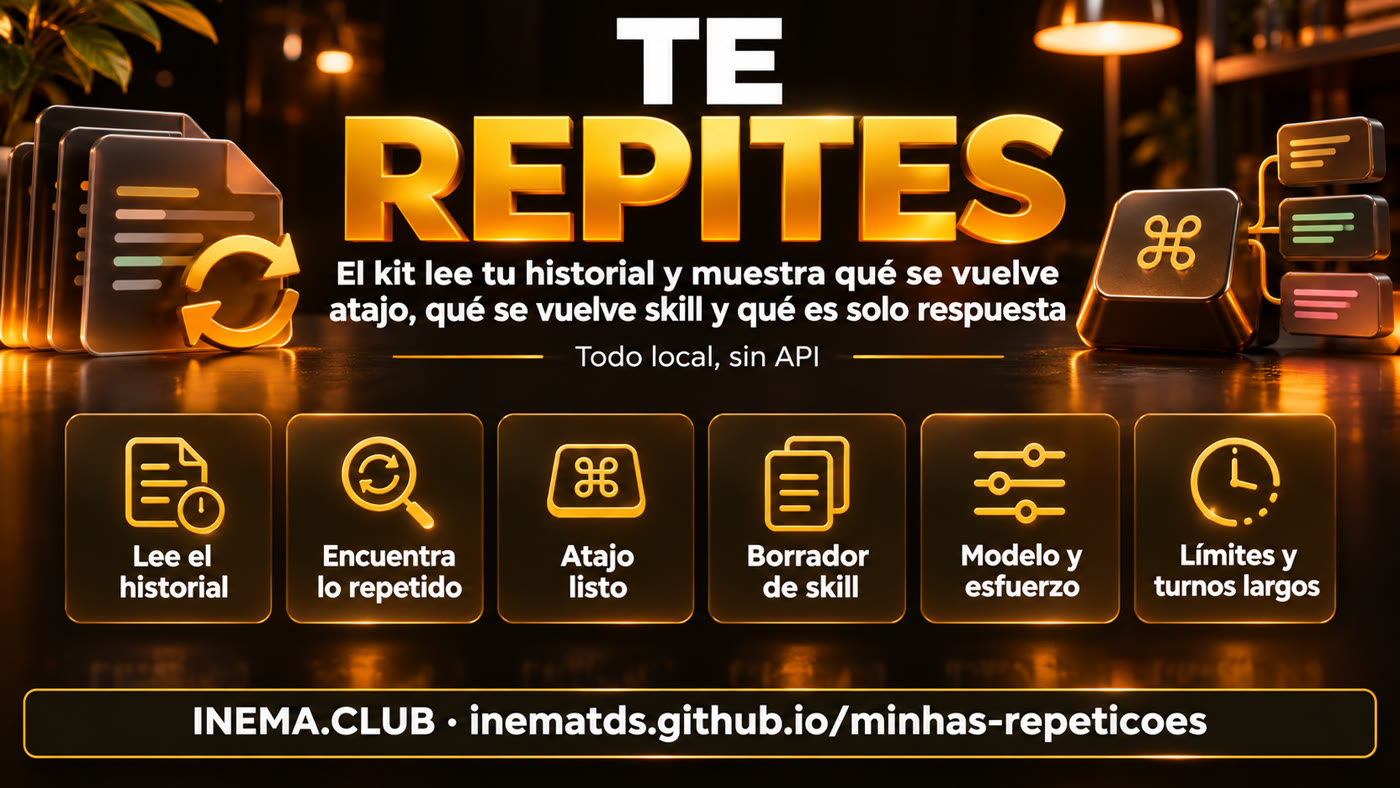 TE
REPITES
El kit lee tu historial y muestra qué se vuelve
atajo, qué se vuelve skill y qué es solo respuesta
Todo local, sin API
Lee el
historial
Encuentra
lo repetido
Atajo
listo
Borrador
de skill
Modelo y
esfuerzo
Límites y
turnos largos
INEMA.CLUB · inematds.github.io/minhas-repeticoes